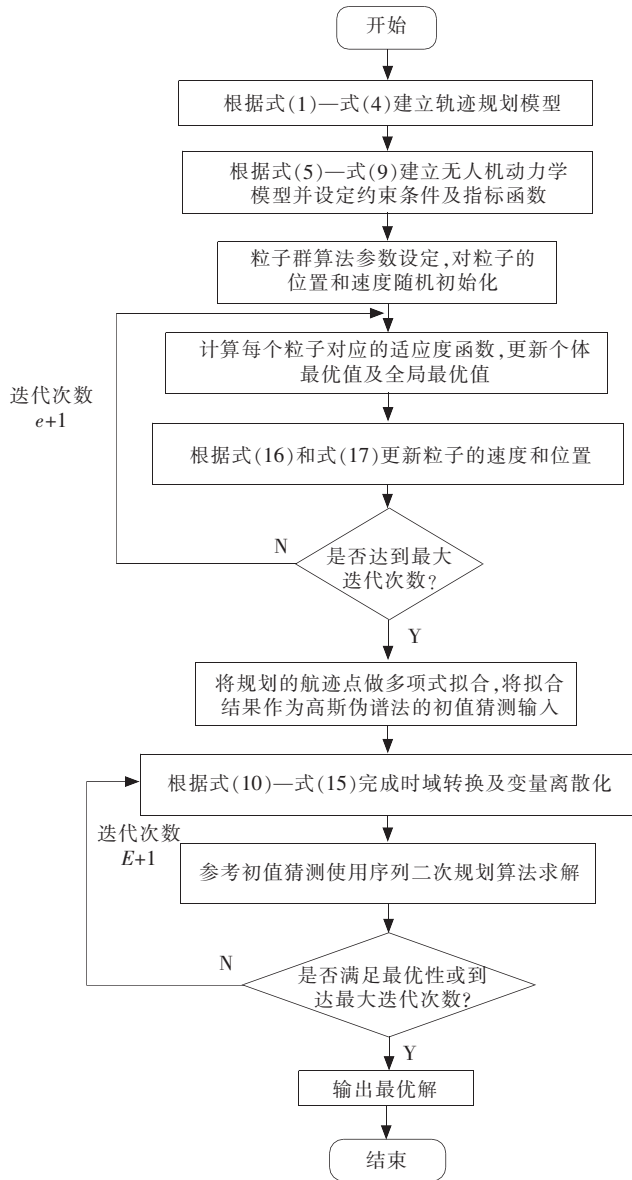 开始
根据式(1)—式(4)建立轨迹规划模型
根据式(5)—式(9)建立无人机动力学
模型并设定约束条件及指标函数
粒子群算法参数设定,对粒子的
位置和速度随机初始化
计算每个粒子对应的适应度函数,更新个体
最优值及全局最优值
迭代次数
e+1
根据式(16)和式(17)更新粒子的速度和位置
N
是否达到最大
迭代次数?
Y
将规划的航迹点做多项式拟合,将拟合
结果作为高斯伪谱法的初值猜测输入
根据式(10)—式(15)完成时域转换及变量离散化
迭代次数
E+1
参考初值猜测使用序列二次规划算法求解
N
是否满足最优性或到
达最大迭代次数?
Y
输出最优解
结束